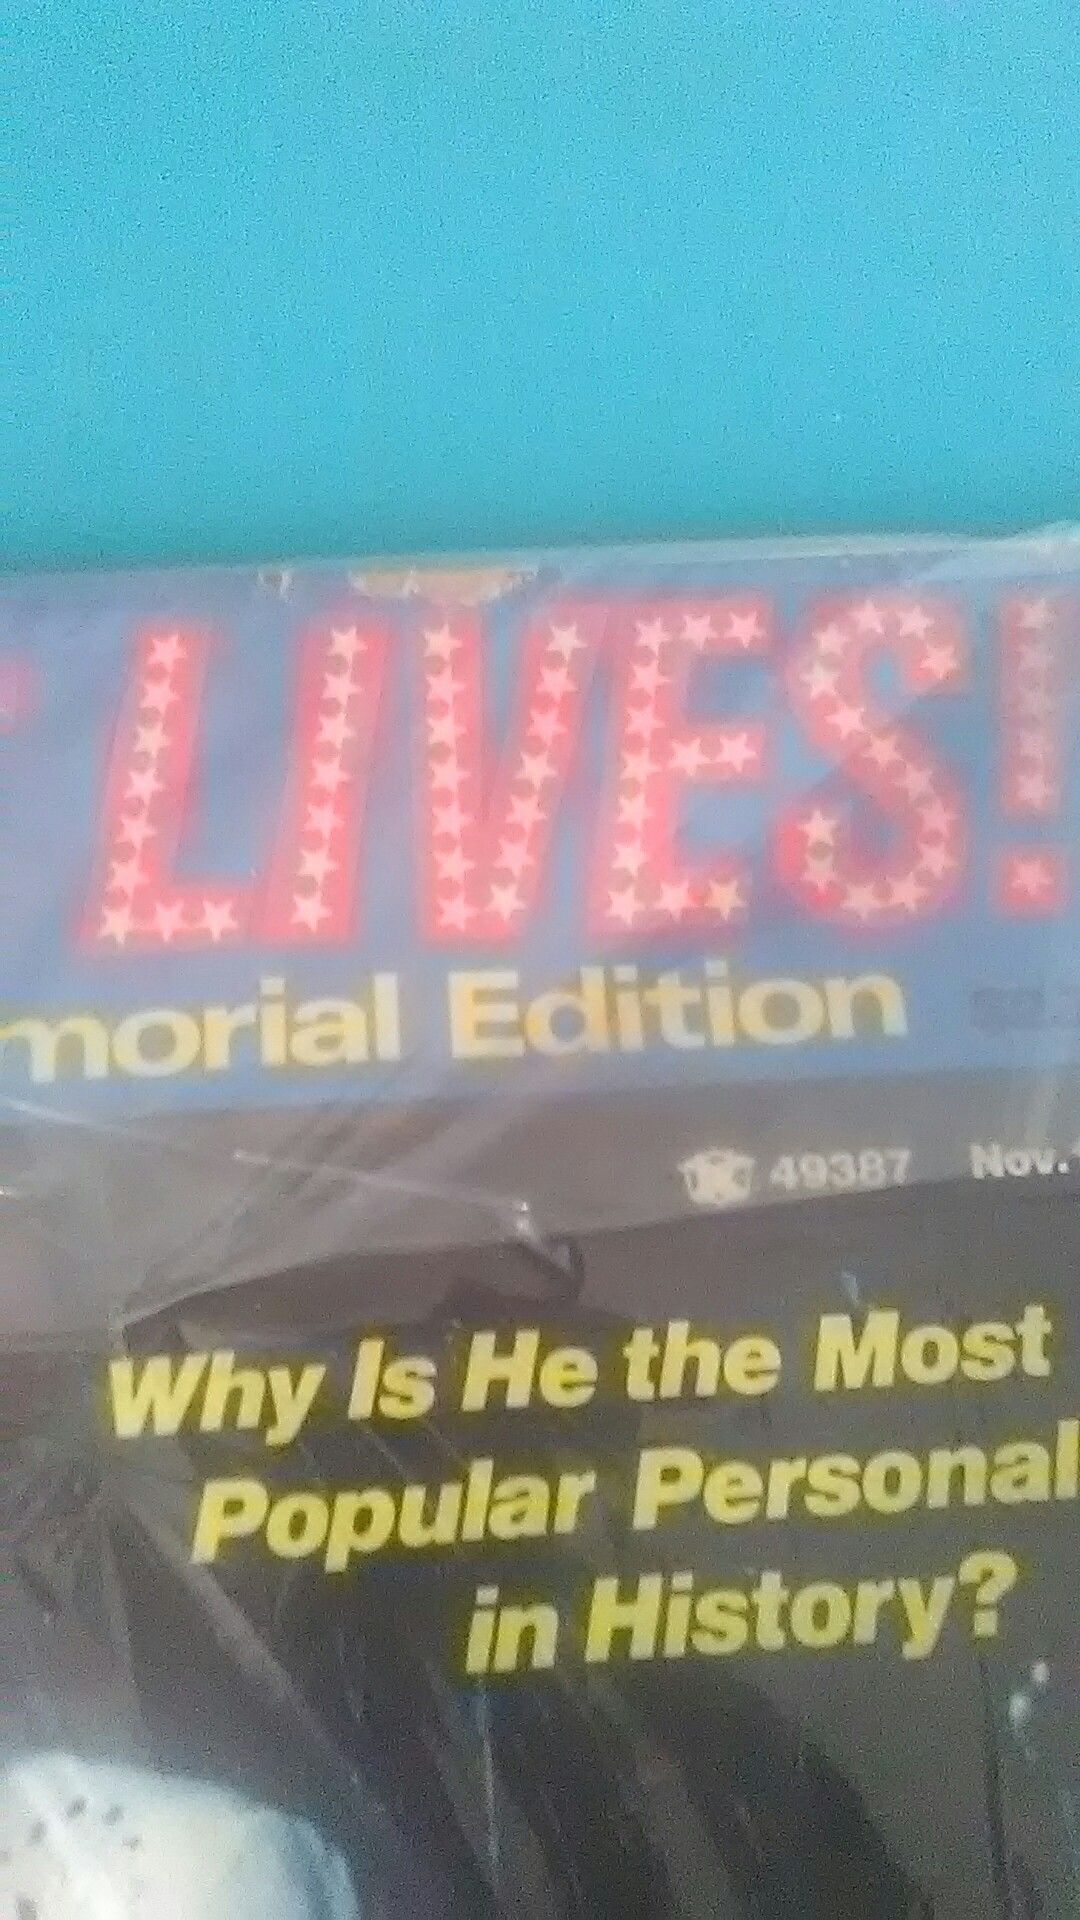 LIVES!
morial Edition
49387 Nov.
Why Is He the Most
Popular Personal
in History?